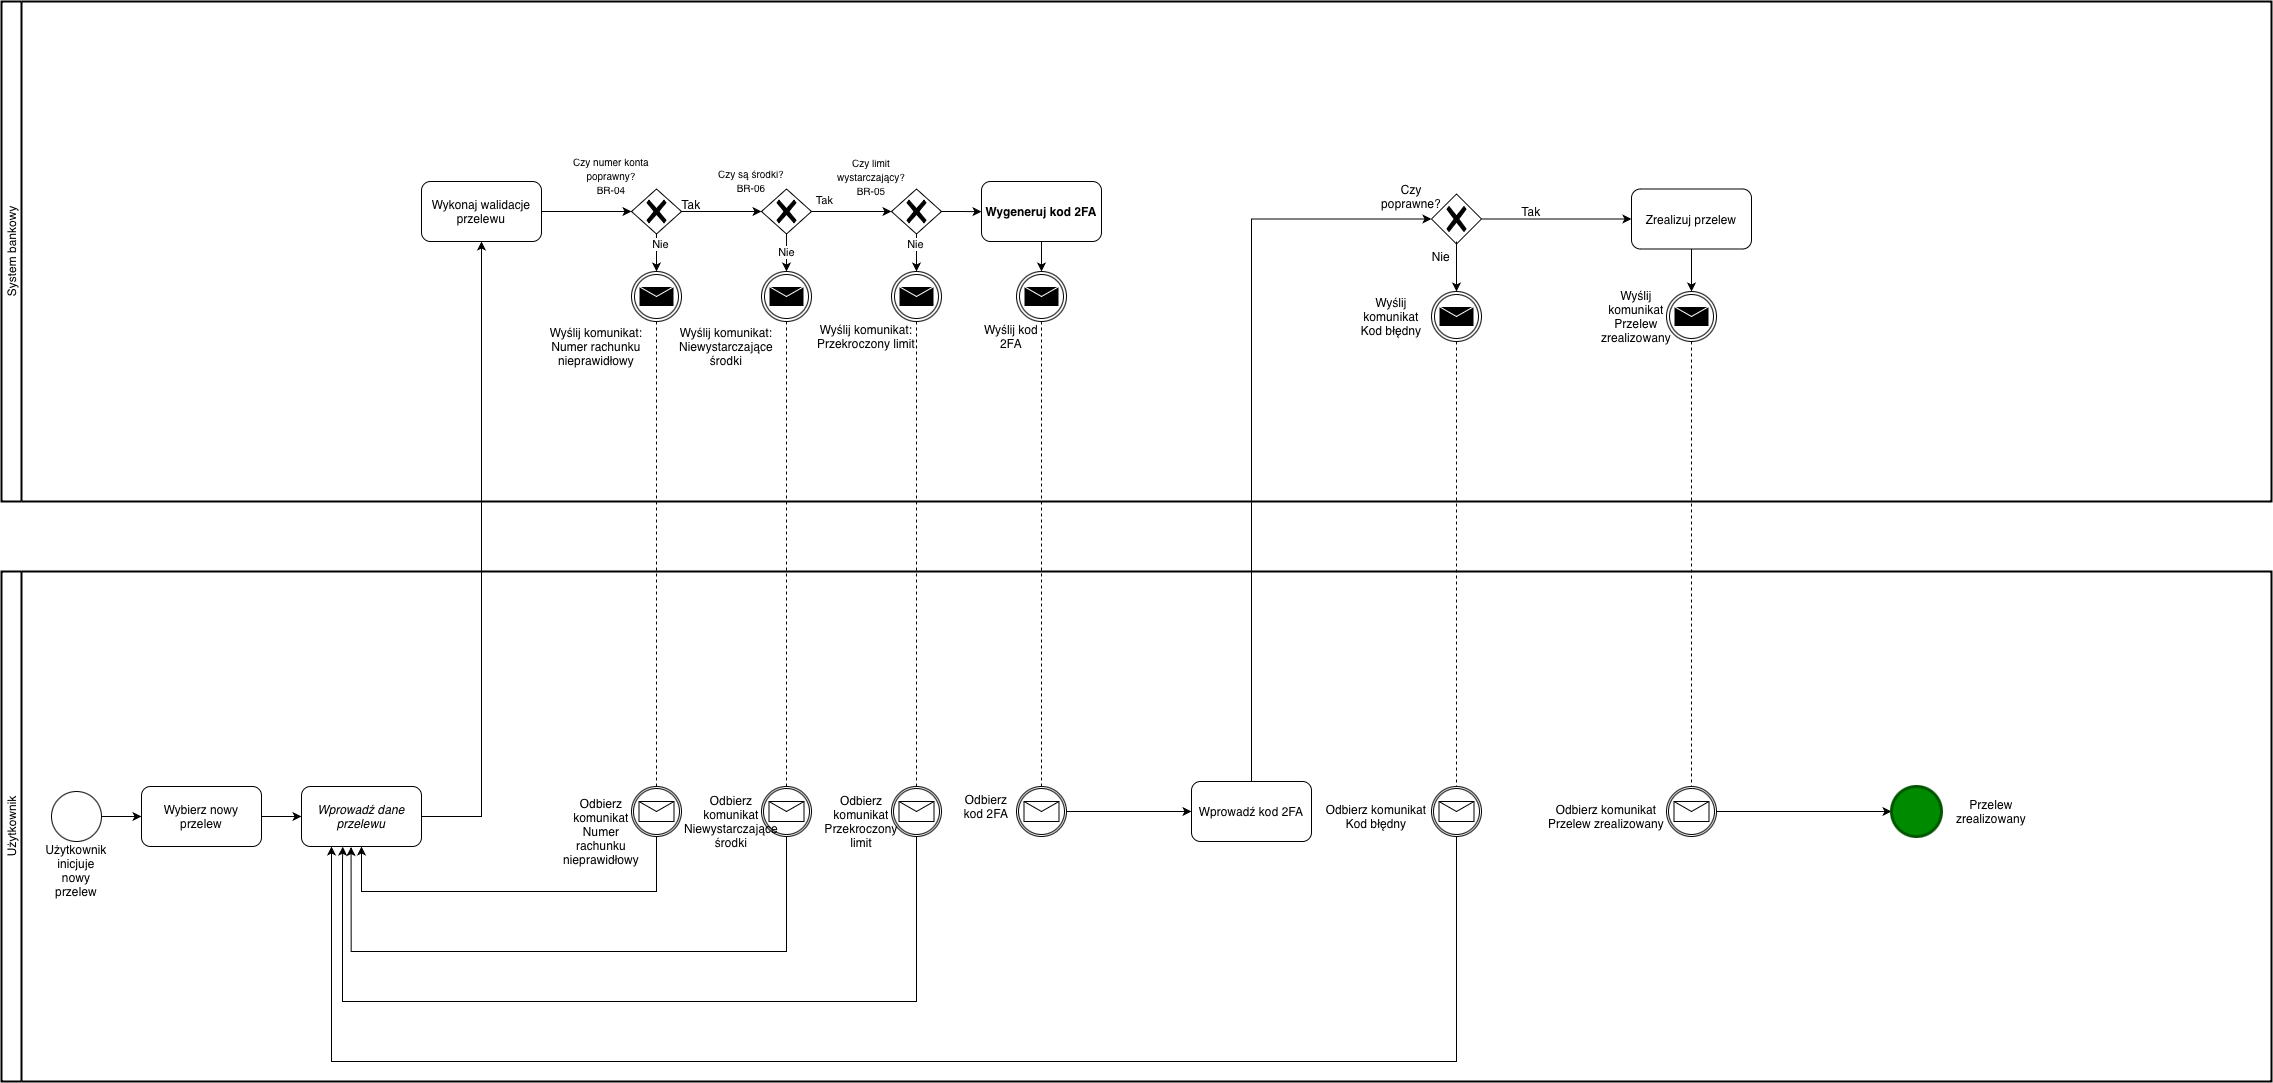 System bankowy
Czy numer konta
poprawny?
BR-04
Czy są środki?
BR-06
Czy limit
wystarczający?
BR-05
Wykonaj walidacje
przelewu
Tak
Tak
Wygeneruj kod 2FA
Nie
Nie
Nie
Wyślij komunikat:
Numer rachunku
nieprawidłowy
Wyślij komunikat:
Niewystarczające
środki
Wyślij komunikat:
Przekroczony limit
Wyślij kod
2FA
Czy
poprawne?
Tak
Zrealizuj przelew
Nie
Wyślij
komunikat
Kod błędny
Wyślij
komunikat
Przelew
zrealizowany
Użytkownik
Użytkownik
inicjuje
nowy
przelew
Wybierz nowy
przelew
Wprowadź dane
przelewu
Odbierz
komunikat
Numer
rachunku
nieprawidłowy
Odbierz
komunikat
Niewystarczające
środki
Odbierz
komunikat
Przekroczony
limit
Odbierz
kod 2FA
Wprowadź kod 2FA
Odbierz komunikat
Kod błędny
Odbierz komunikat
Przelew zrealizowany
Przelew
zrealizowany